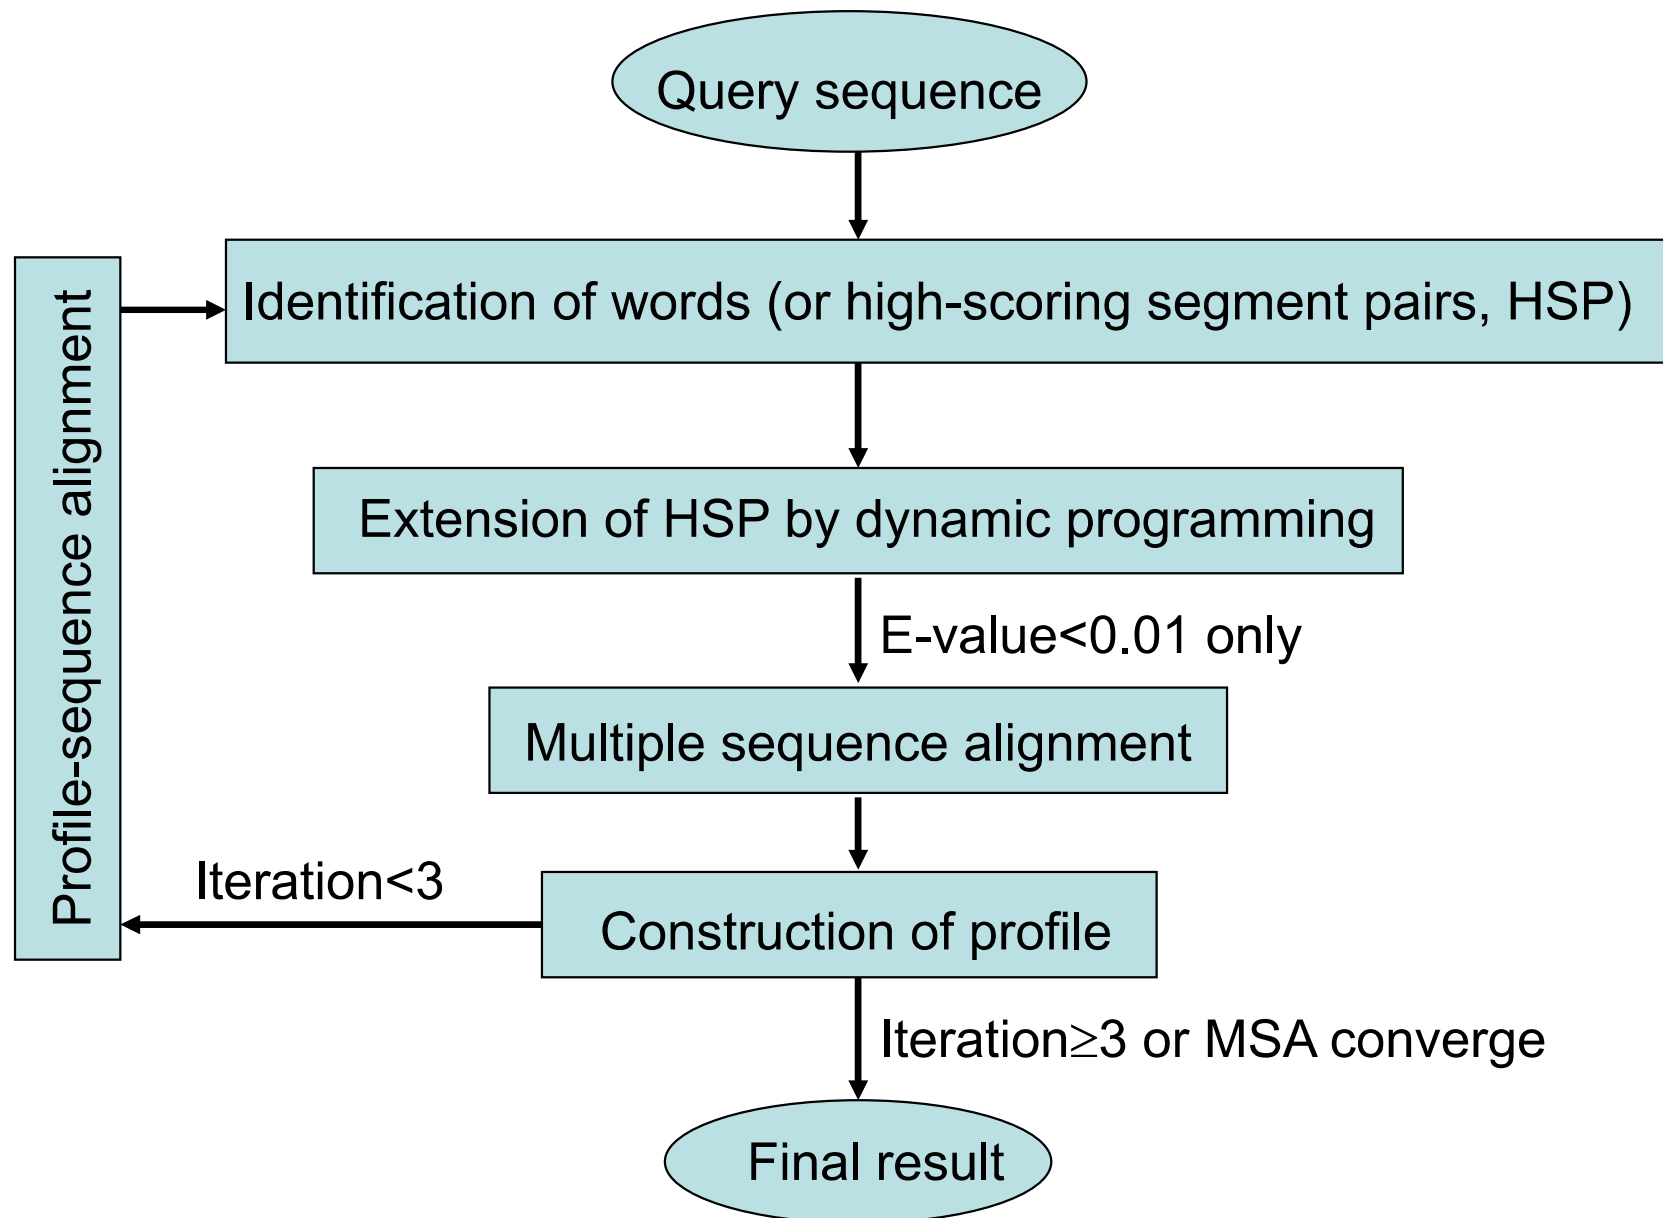 Query sequence
Identification of words (or high-scoring segment pairs, HSP)
Profile-sequence alignment
Extension of HSP by dynamic programming
E-value<0.01 only
Multiple sequence alignment
Iteration<3
Construction of profile
Iteration≥3 or MSA converge
Final result